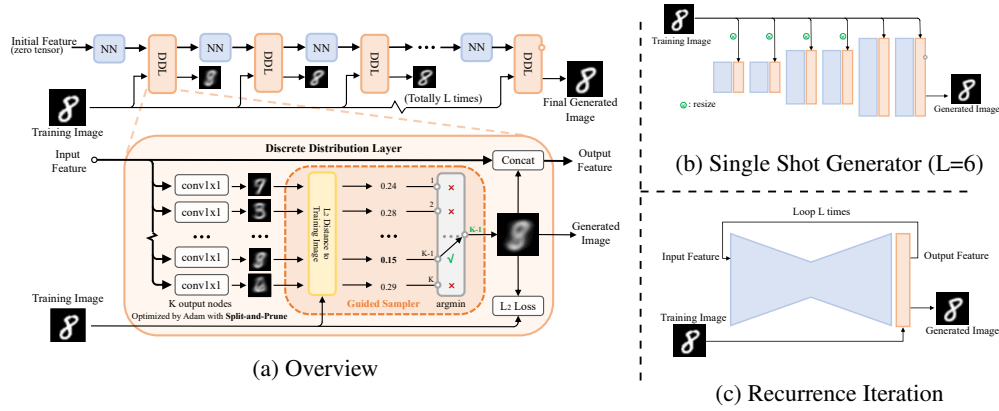 Initial Feature
(zero tensor)
NN
DDL
NN
DDL
NN
DDL
•••
NN
DDL
Training Image
(Totally L times)
Final Generated
Image
Input
Feature
Discrete Distribution Layer
Concat
Output
Feature
conv1x1
conv1x1
•••
conv1x1
conv1x1
K output nodes
Optimized by Adam with Split-and-Prune
L2 Distance to
Training Image
0.24
0.28
•••
0.15
0.29
1
2
•••
K-1
K
K-1
argmin
Guided Sampler
Generated
Image
L2 Loss
Training Image
(a) Overview
Training Image
: resize
Generated Image
(b) Single Shot Generator (L=6)
Loop L times
Input Feature
Output Feature
Training Image
Generated Image
(c) Recurrence Iteration